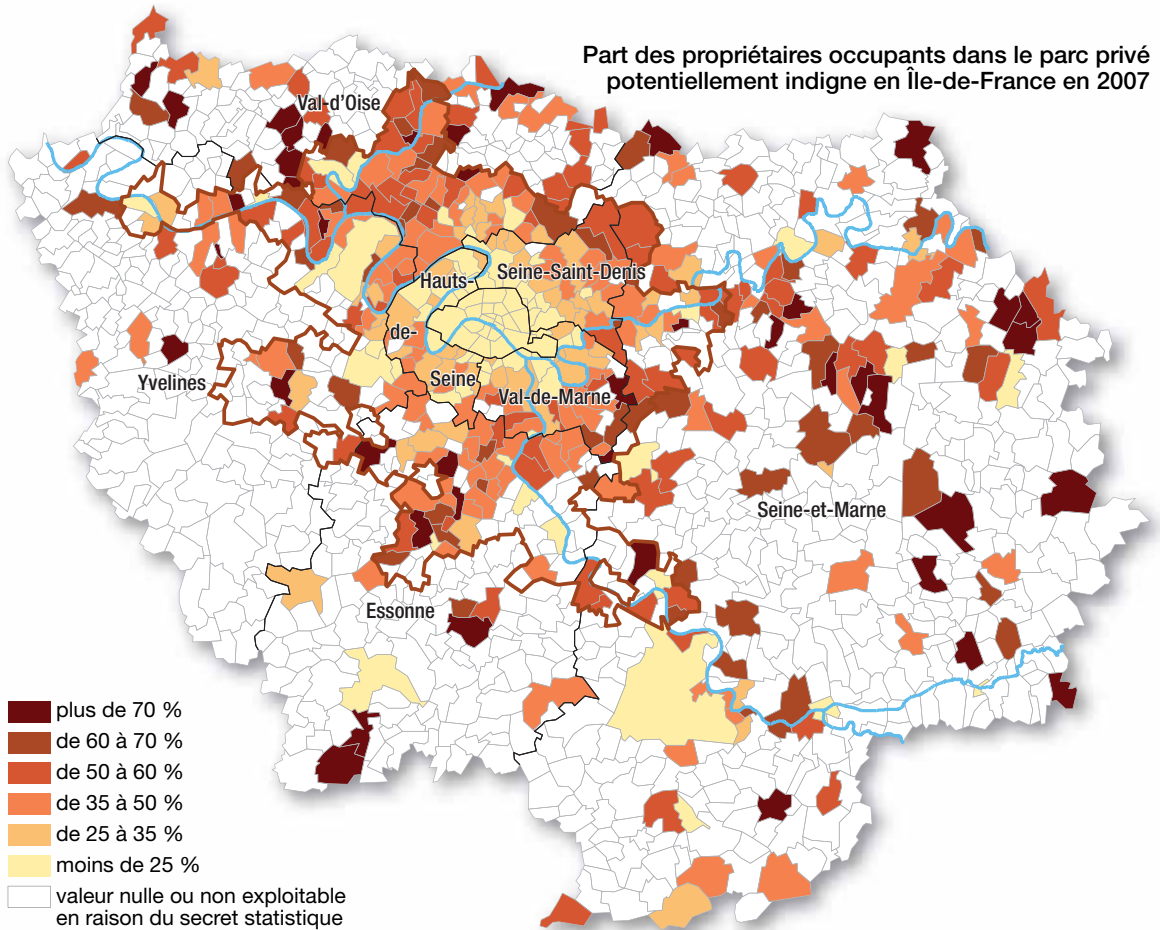 Part des propriétaires occupants dans le parc privé
potentiellement indigne en Île-de-France en 2007
Val-d'Oise
Hauts-
Seine-Saint-Denis
de-
Yvelines
Seine
Val-de-Marne
Seine-et-Marne
Essonne
plus de 70 %
de 60 à 70 %
de 50 à 60 %
de 35 à 50 %
de 25 à 35 %
moins de 25 %
valeur nulle ou non exploitable
en raison du secret statistique